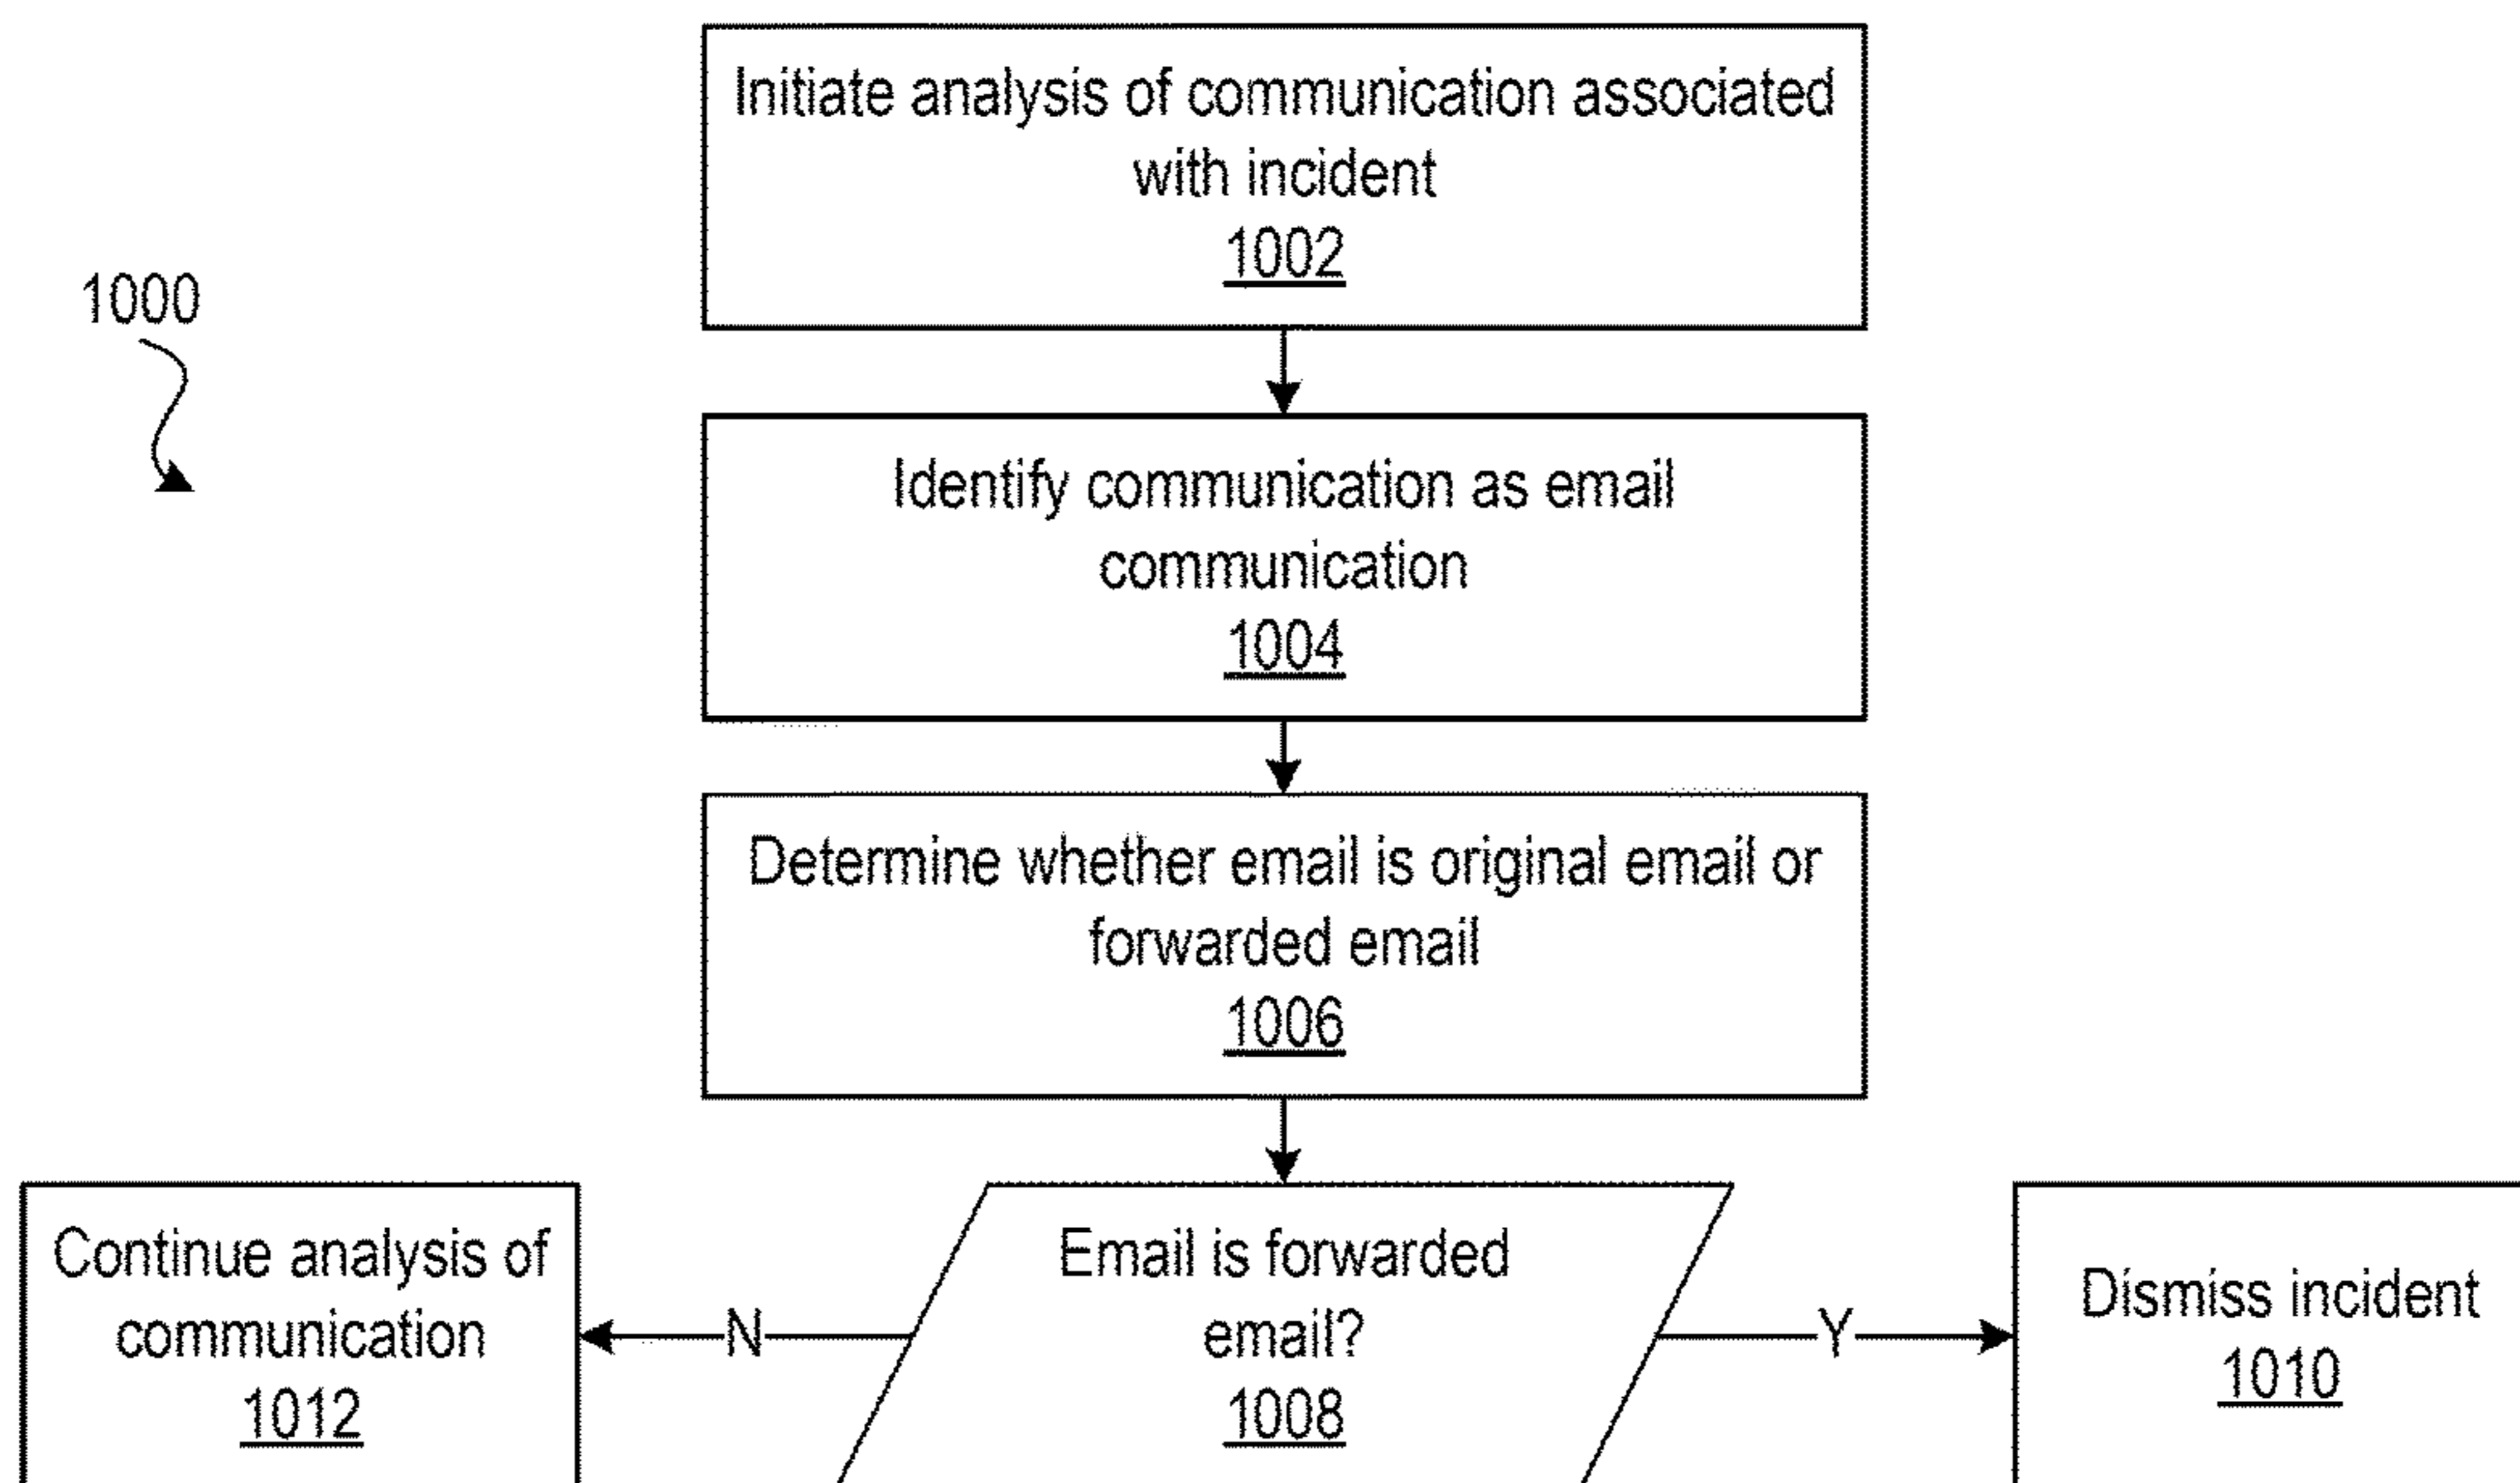 Initiate analysis of communication associated
with incident
1002
1000
Identify communication as email
communication
1004
Determine whether email is original email or
forwarded email
1006
Continue analysis of
communication
1012
N
Email is forwarded
email?
1008
Y
Dismiss incident
1010